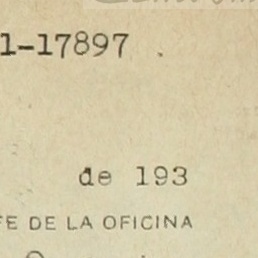 1-17897 .
de 193
FE DE LA OFICINA